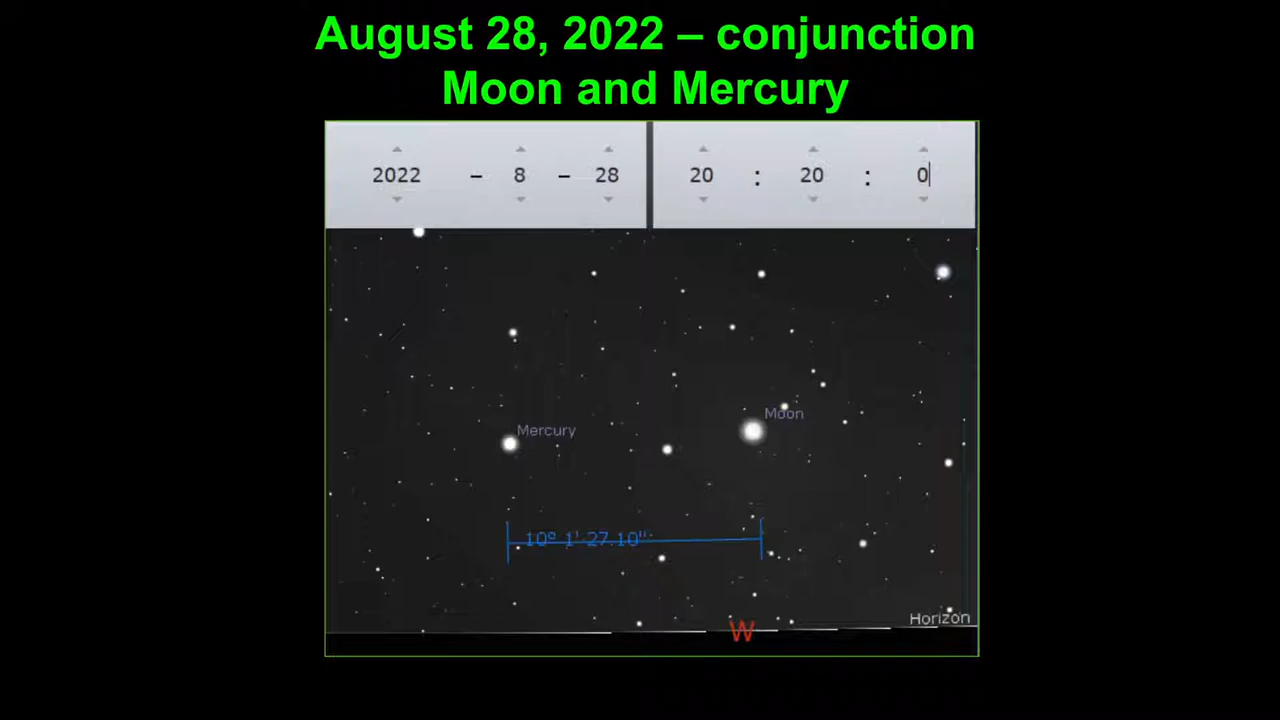 August 28, 2022 – conjunction
Moon and Mercury
2022 – 8 – 28 20 : 20 : 0
Moon
Mercury
10° 1' 27.10"
Horizon
W